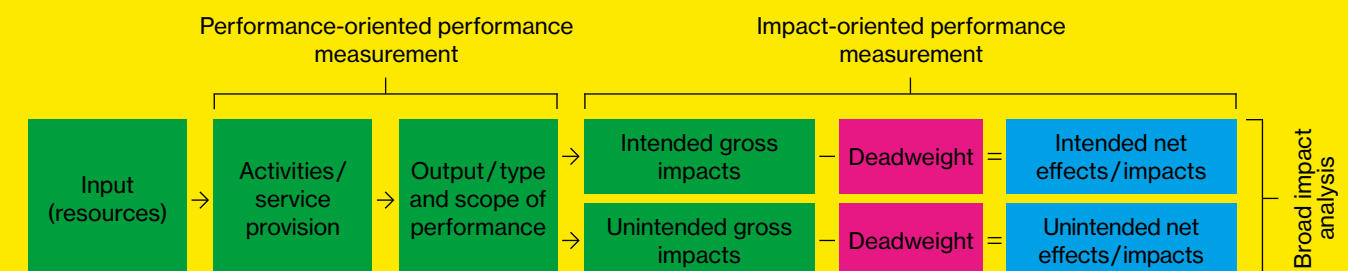 Performance-oriented performance
measurement
Impact-oriented performance
measurement
Input
(resources)
Activities/
service
provision
Output/type
and scope of
performance
Intended gross
impacts
Deadweight
Intended net
effects/impacts
Unintended gross
impacts
Deadweight
Unintended net
effects/impacts
Broad impact
analysis